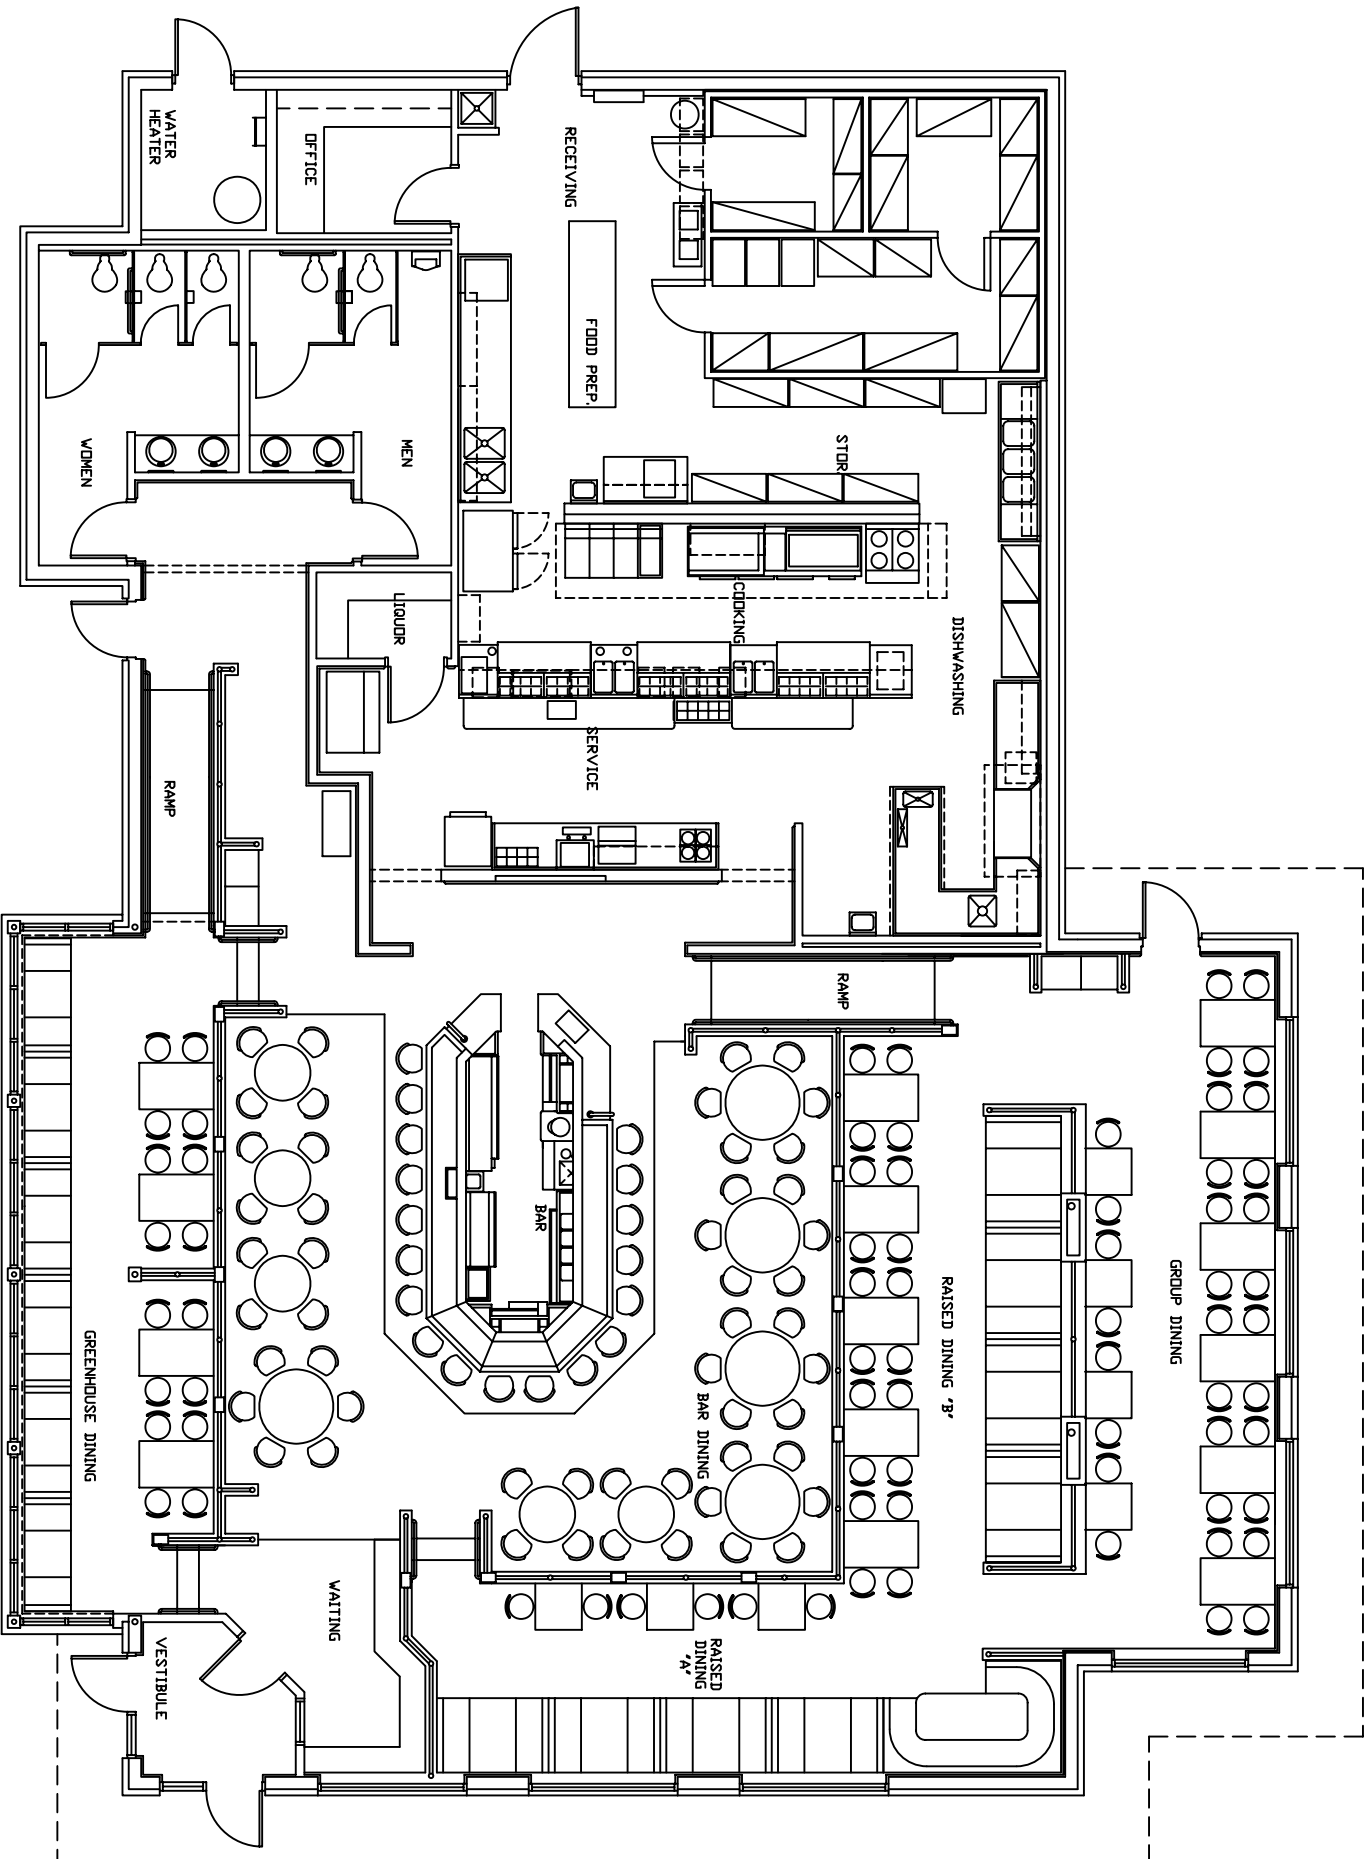 WATER
HEATER
OFFICE
RECEIVING
FOOD PREP.
WOMEN
MEN
STOR.
LIQUOR
COOKING
DISHWASHING
SERVICE
RAMP
RAMP
BAR
GREENHOUSE DINING
BAR DINING
RAISED DINING "B"
GROUP DINING
WAITING
VESTIBULE
RAISED
DINING
"A"